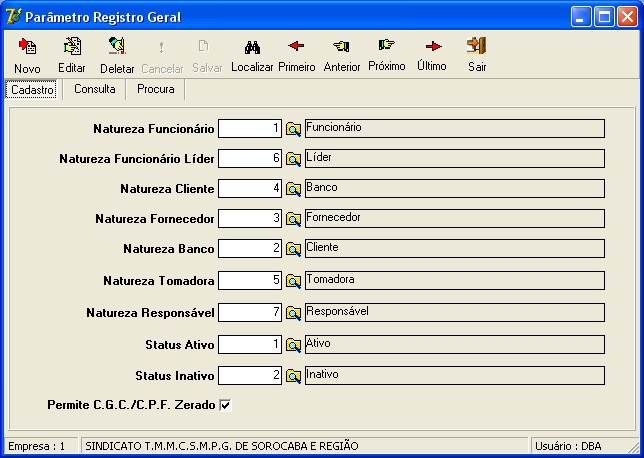 Parâmetro Registro Geral
Novo Editar Deletar Cancelar Salvar Localizar Primeiro Anterior Próximo Último Sair
Cadastro Consulta Procura
Natureza Funcionário 1 Funcionário
Natureza Funcionário Líder 6 Líder
Natureza Cliente 4 Banco
Natureza Fornecedor 3 Fornecedor
Natureza Banco 2 Cliente
Natureza Tomadora 5 Tomadora
Natureza Responsável 7 Responsável
Status Ativo 1 Ativo
Status Inativo 2 Inativo
Permite C.G.C./C.P.F. Zerado
Empresa : 1 SINDICATO T.M.M.C.S.M.P.G. DE SOROCABA E REGIÃO Usuário : DBA